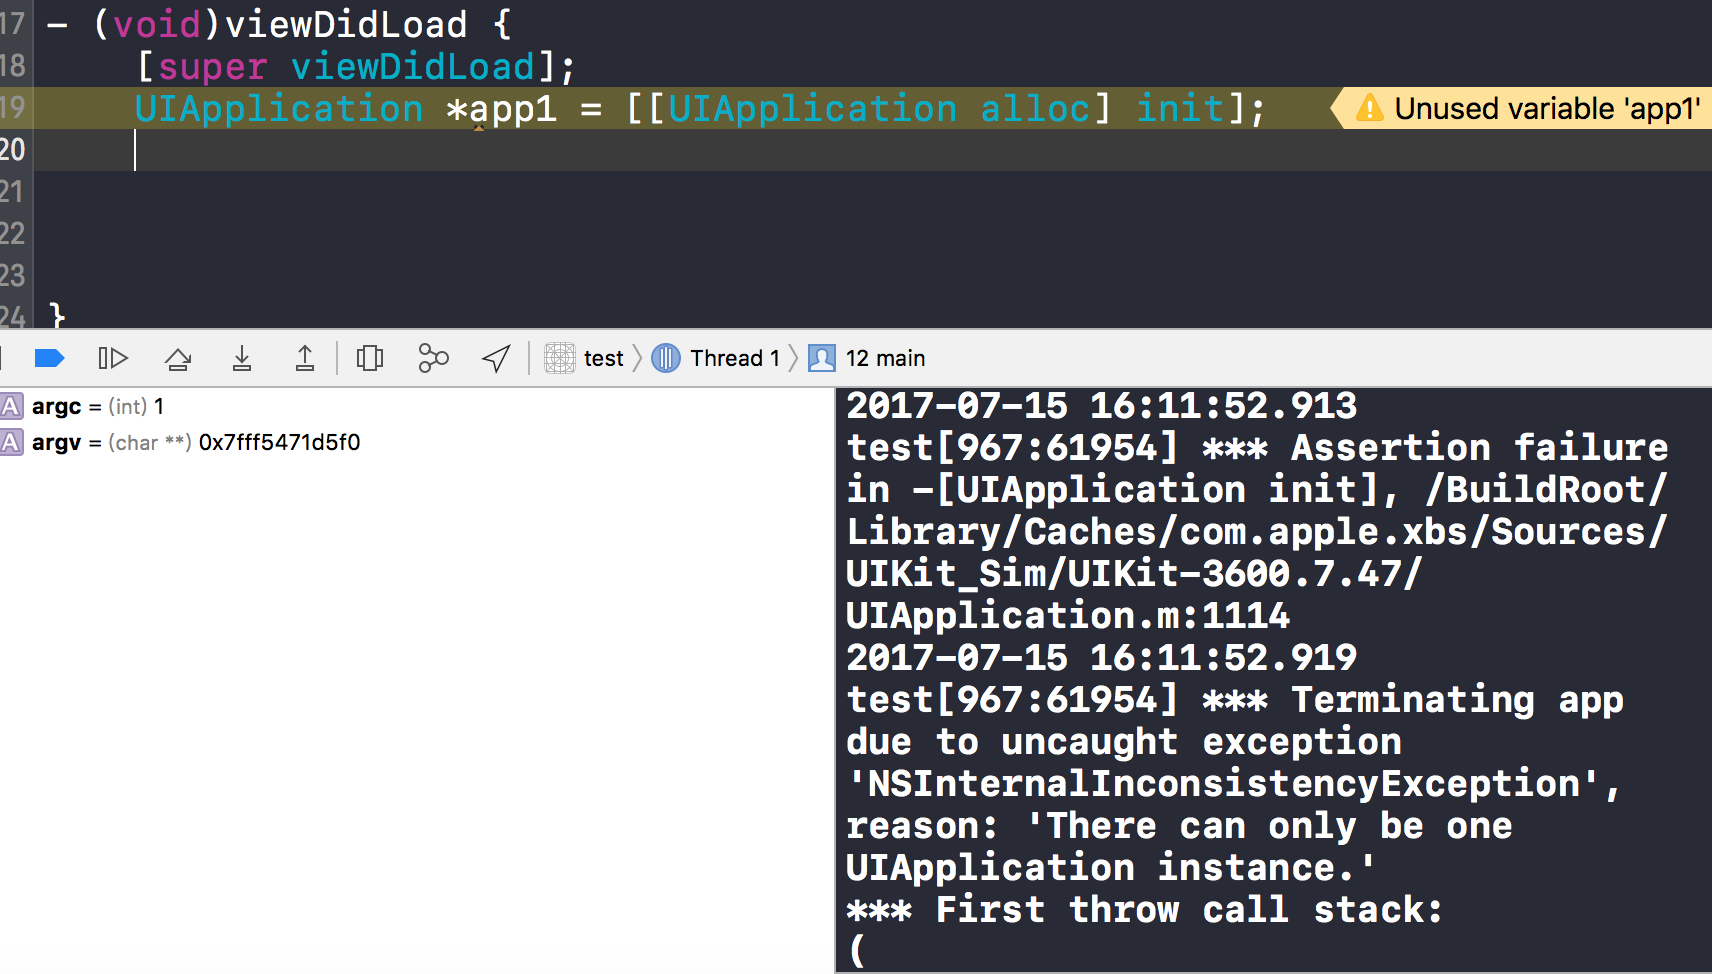 17 - (void)viewDidLoad {
18 [super viewDidLoad];
19 UIApplication *app1 = [[UIApplication alloc] init]; Unused variable 'app1'
20
21
22
23
24 }
test Thread 1 12 main
A argc = (int) 1
A argv = (char **) 0x7fff5471d5f0
2017-07-15 16:11:52.913
test[967:61954] *** Assertion failure
in -[UIApplication init], /BuildRoot/
Library/Caches/com.apple.xbs/Sources/
UIKit_Sim/UIKit-3600.7.47/
UIApplication.m:1114
2017-07-15 16:11:52.919
test[967:61954] *** Terminating app
due to uncaught exception
'NSInternalInconsistencyException',
reason: 'There can only be one
UIApplication instance.'
*** First throw call stack:
(